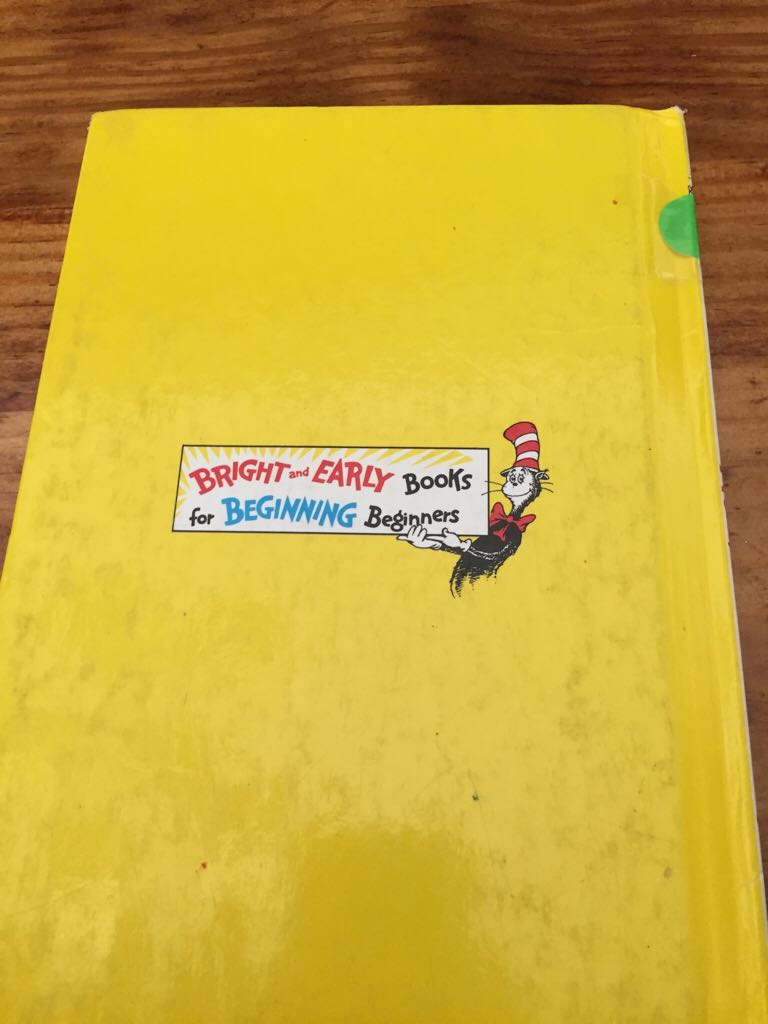 BRIGHT and EARLY Books
for BEGINNING Beginners